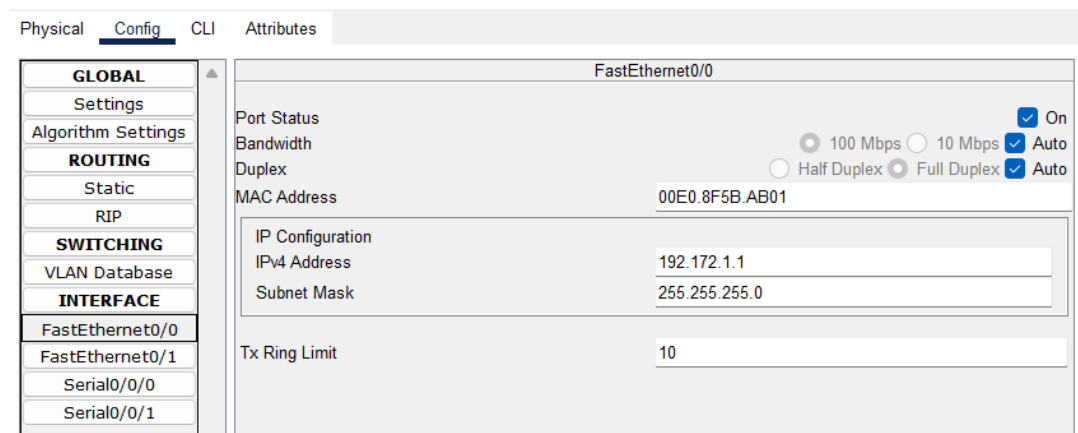 Physical Config CLI Attributes
GLOBAL
Settings
Algorithm Settings
ROUTING
Static
RIP
SWITCHING
VLAN Database
INTERFACE
FastEthernet0/0
FastEthernet0/1
Serial0/0/0
Serial0/0/1
FastEthernet0/0
Port Status On
Bandwidth 100 Mbps 10 Mbps Auto
Duplex Half Duplex Full Duplex Auto
MAC Address 00E0.8F5B.AB01
IP Configuration
IPv4 Address 192.172.1.1
Subnet Mask 255.255.255.0
Tx Ring Limit 10